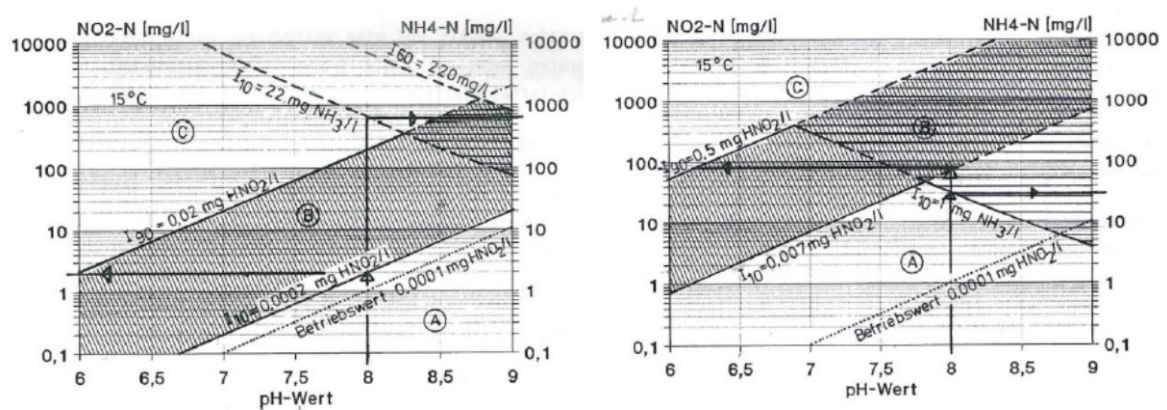 NO2-N [mg/l] NH4-N [mg/l]
10000 10000
1000 1000
100 100
10 10
1 1
0,1 0,1
15°C
I60=220mg/l
I10=22 mg NH3/l
C
I90=0.02 mg HNO2/l
B
I10=0.0002 mg HNO2/l
Betriebswert 0,0001 mg HNO2/l
A
6 6,5 7 7,5 8 8,5 9
pH-Wert
NO2-N [mg/l] NH4-N [mg/l]
10000 10000
1000 1000
100 100
10 10
1 1
0,1 0,1
15°C
C
I90=0.5 mg HNO2/l
B
I10=1 mg NH3/l
I10=0.007mg HNO2/l
A
Betriebswert 0,0001 mg HNO2/l
6 6,5 7 7,5 8 8,5 9
pH-Wert